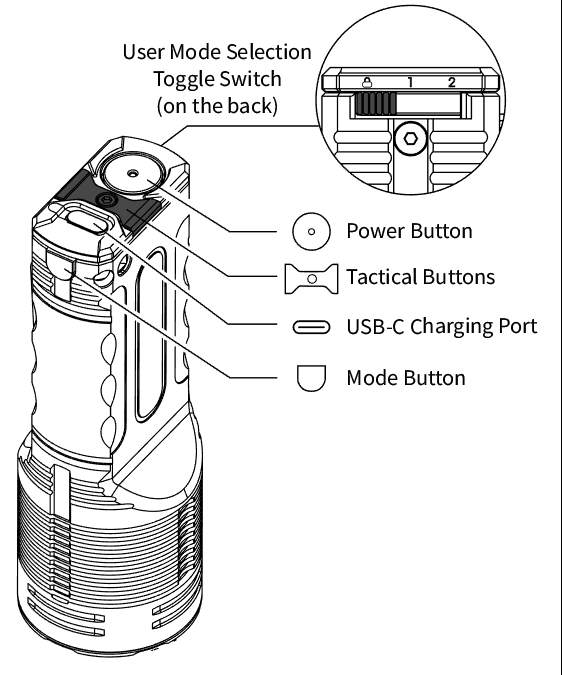 User Mode Selection
Toggle Switch
(on the back)
1 2
Power Button
Tactical Buttons
USB-C Charging Port
Mode Button